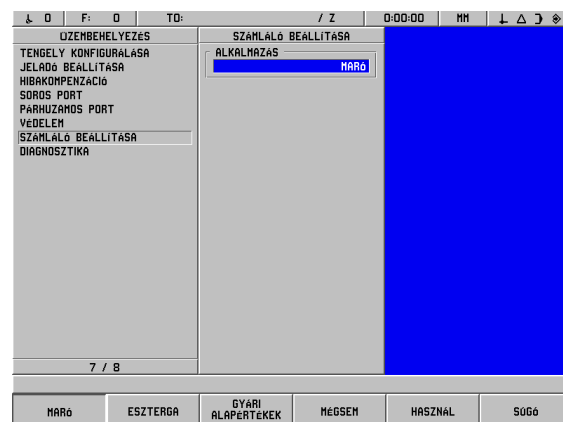 0 F: 0 TO: / Z 0:00:00 MM
ÜZEMBEHELYEZÉS
TENGELY KONFIGURÁLÁSA
JELADÓ BEÁLLÍTÁSA
HIBAKOMPENZÁCIÓ
SOROS PORT
PÁRHUZAMOS PORT
VÉDELEM
SZÁMLÁLÓ BEÁLLÍTÁSA
DIAGNOSZTIKA
7 / 8
SZÁMLÁLÓ BEÁLLÍTÁSA
ALKALMAZÁS
MARÓ
MARÓ
ESZTERGA
GYÁRI
ALAPÉRTÉKEK
MÉGSEM
HASZNÁL
SÚGÓ